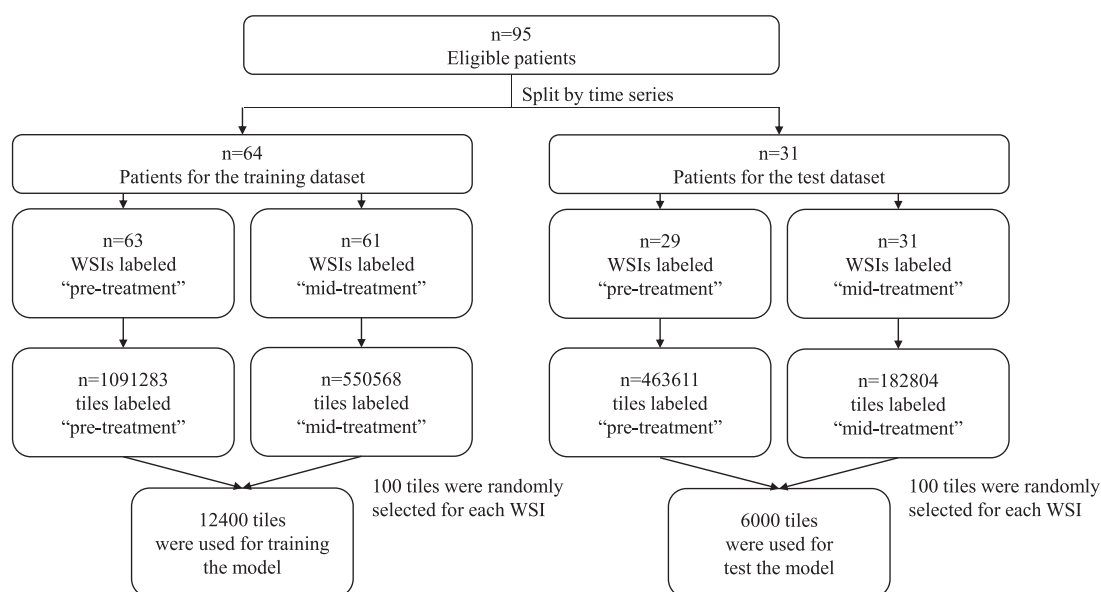 n=95
Eligible patients
Split by time series
n=64
Patients for the training dataset
n=31
Patients for the test dataset
n=63
WSIs labeled
“pre-treatment”
n=61
WSIs labeled
“mid-treatment”
n=29
WSIs labeled
“pre-treatment”
n=31
WSIs labeled
“mid-treatment”
n=1091283
tiles labeled
“pre-treatment”
n=550568
tiles labeled
“mid-treatment”
n=463611
tiles labeled
“pre-treatment”
n=182804
tiles labeled
“mid-treatment”
100 tiles were randomly
selected for each WSI
100 tiles were randomly
selected for each WSI
12400 tiles
were used for training
the model
6000 tiles
were used for
test the model